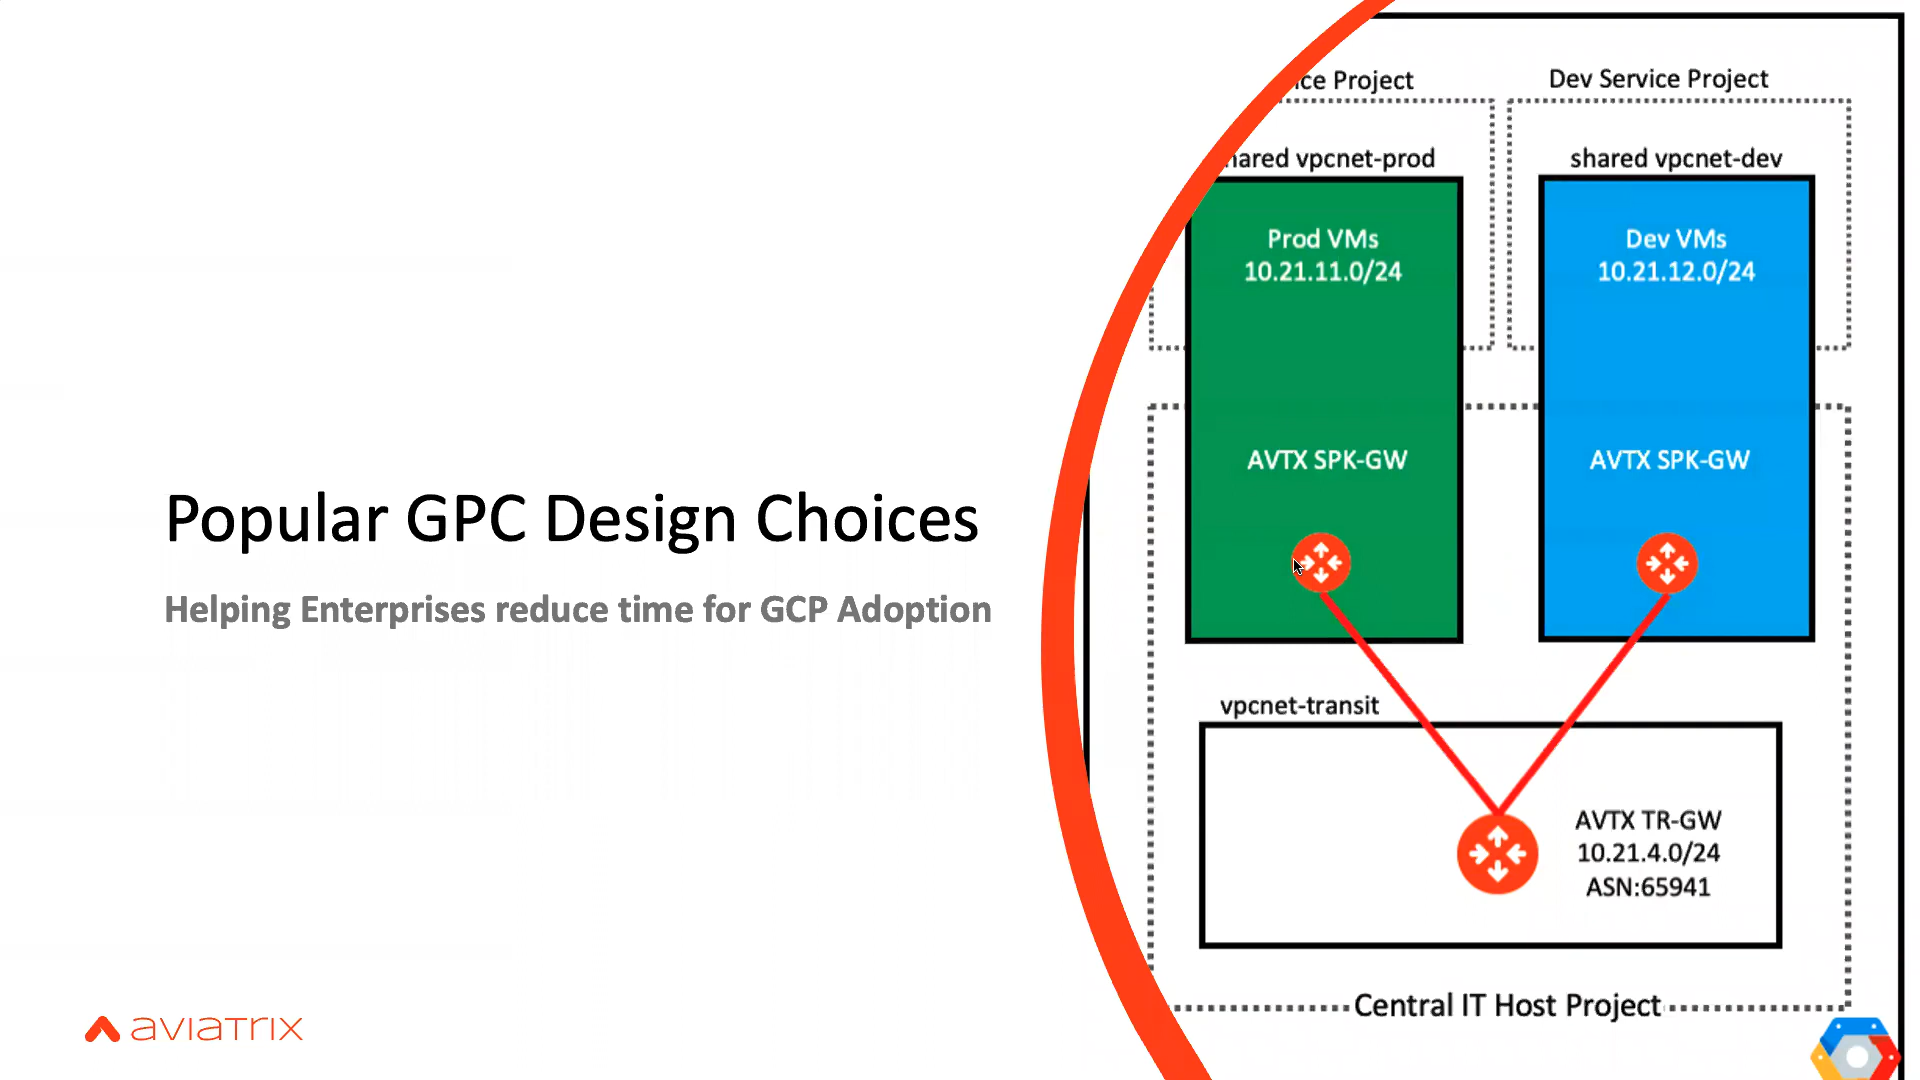 Popular GPC Design Choices
Helping Enterprises reduce time for GCP Adoption
aviatrix
Project
Dev Service Project
vpcnet-prod
shared vpcnet-dev
Prod VMs
10.21.11.0/24
Dev VMs
10.21.12.0/24
AVTX SPK-GW
AVTX SPK-GW
vpcnet-transit
AVTX TR-GW
10.21.4.0/24
ASN:65941
Central IT Host Project